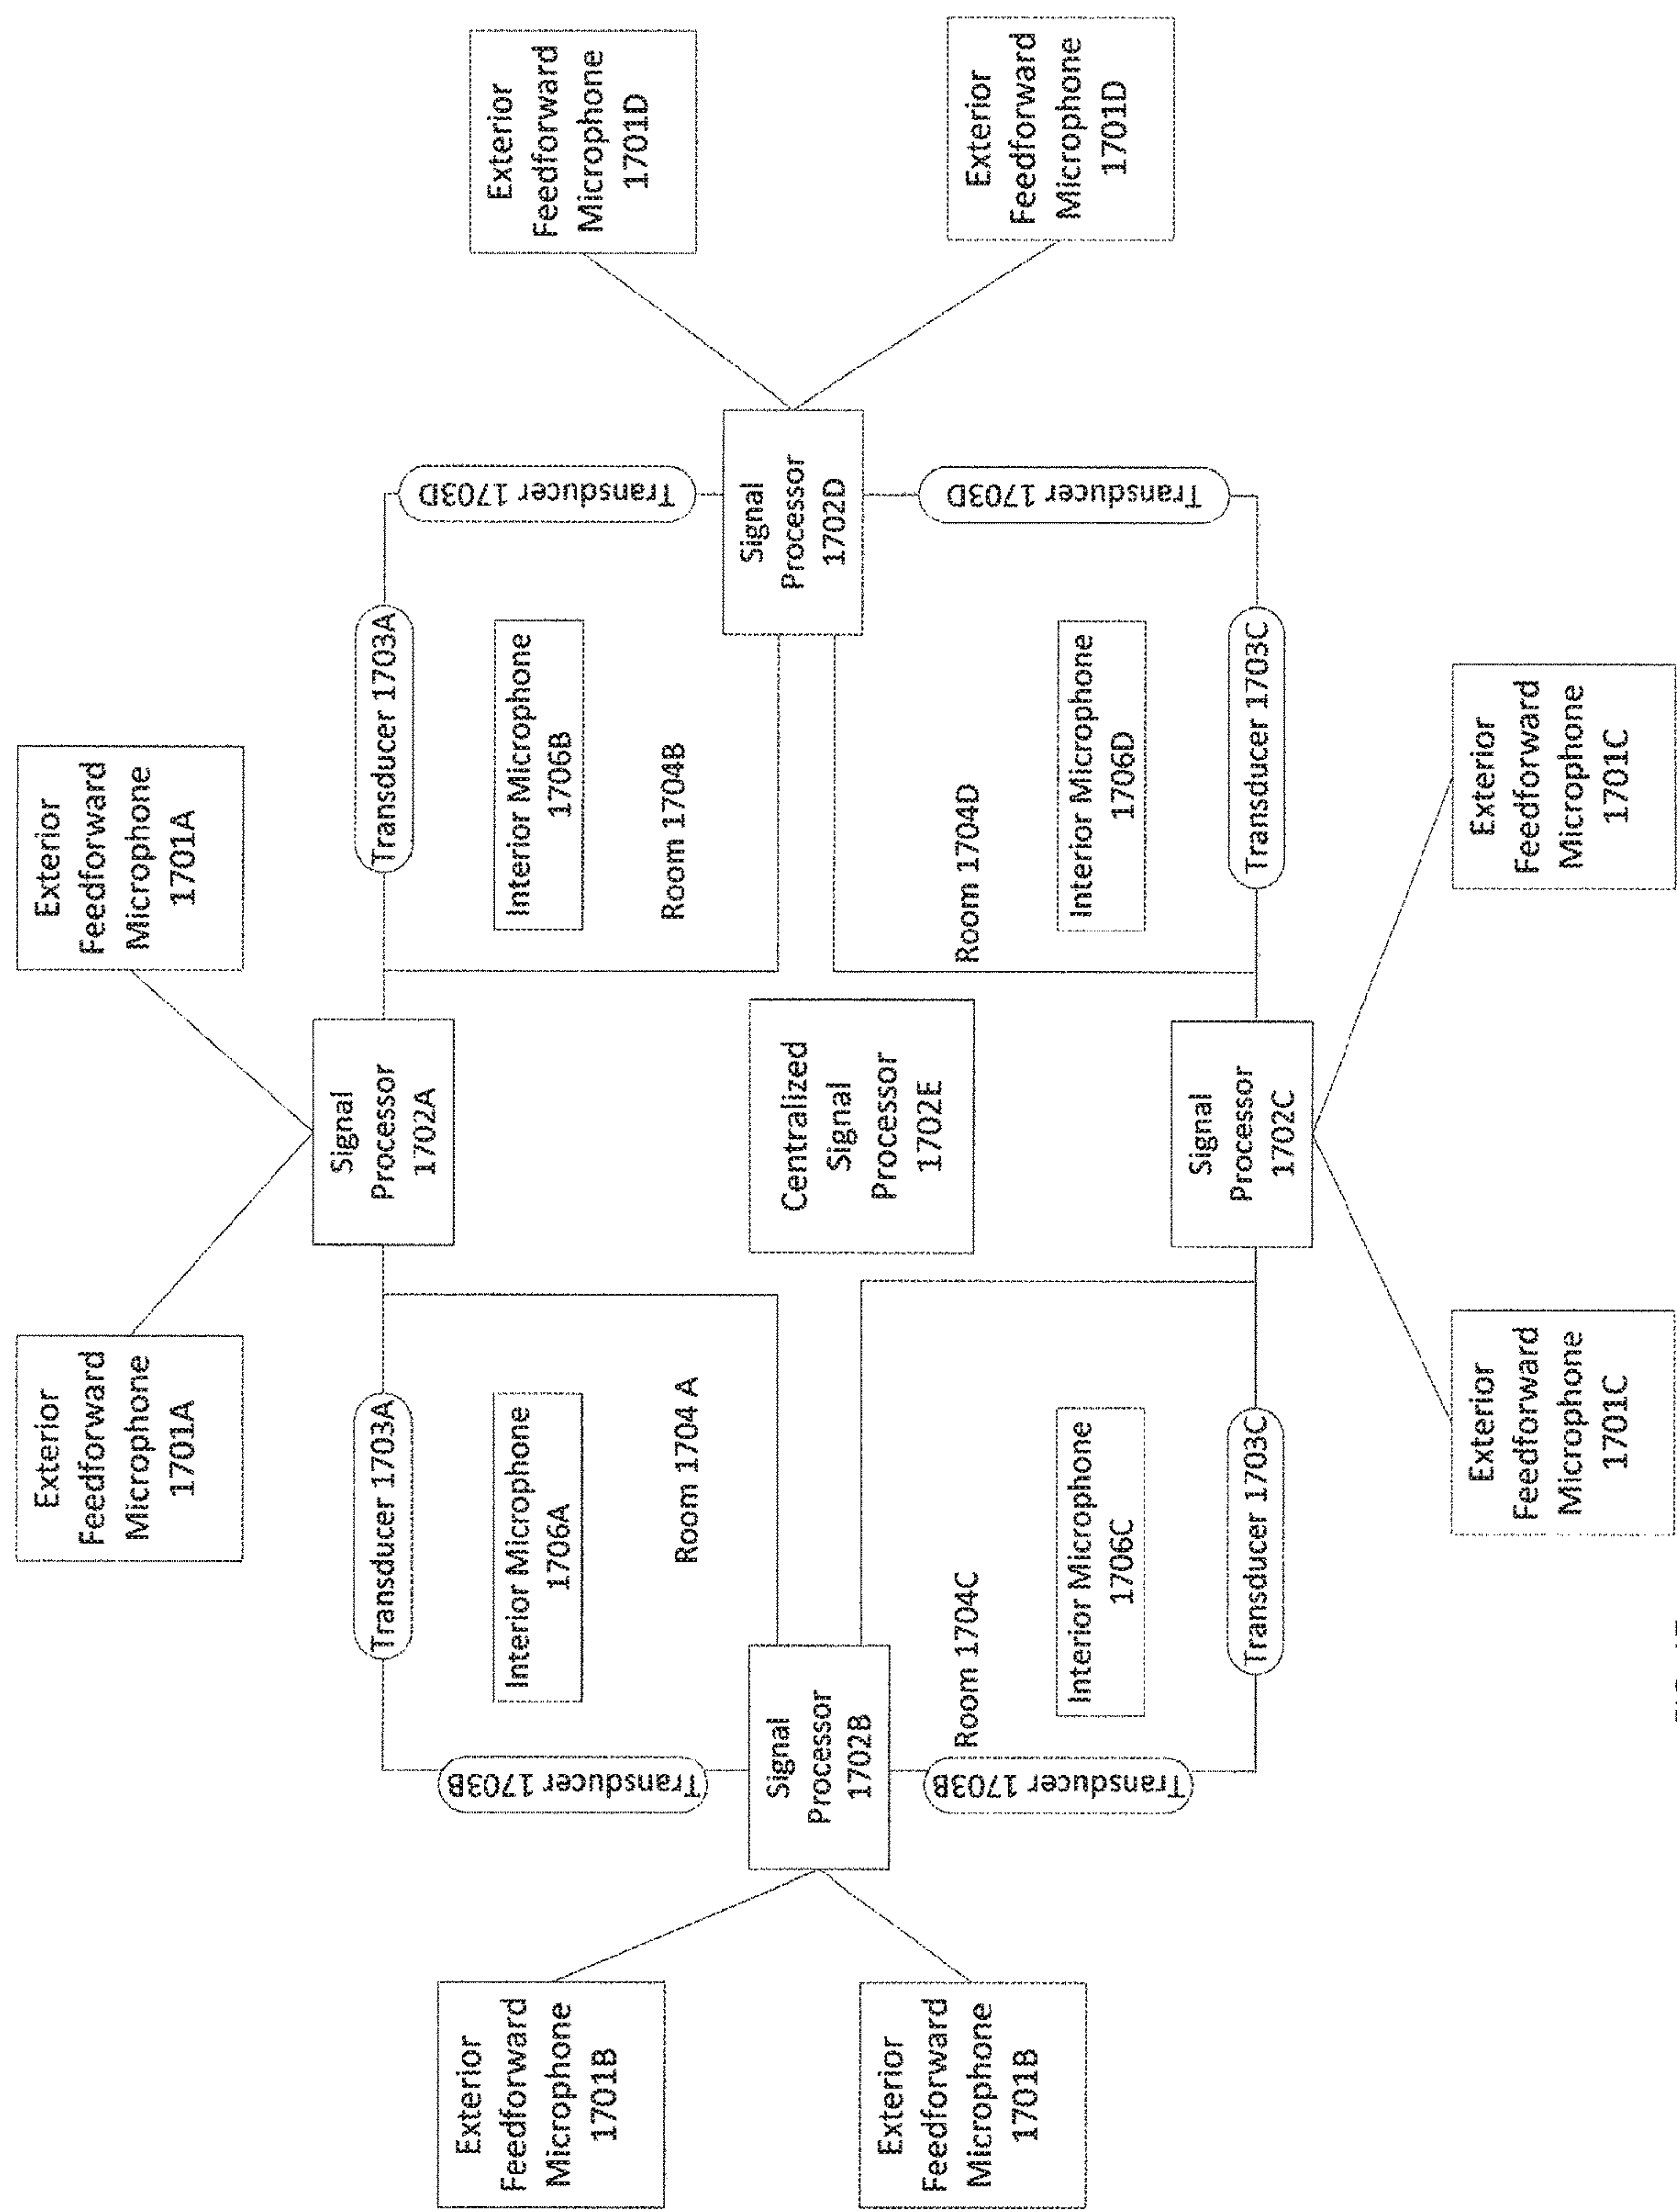 Exterior
Feedforward
Microphone
1701A
Exterior
Feedforward
Microphone
1701A
Transducer 1703A
Signal
Processor
1702A
Transducer 1703A
Exterior
Feedforward
Microphone
1701B
Transducer 1703B
Interior Microphone
1706A
Room 1704 A
Interior Microphone
1706B
Room 1704B
Transducer 1703D
Exterior
Feedforward
Microphone
1701D
Signal
Processor
1702B
Centralized
Signal
Processor
1702E
Signal
Processor
1702D
Exterior
Feedforward
Microphone
1701B
Transducer 1703B
Room 1704C
Interior Microphone
1706C
Room 1704D
Interior Microphone
1706D
Transducer 1703D
Exterior
Feedforward
Microphone
1701D
Transducer 1703C
Signal
Processor
1702C
Transducer 1703C
Exterior
Feedforward
Microphone
1701C
Exterior
Feedforward
Microphone
1701C